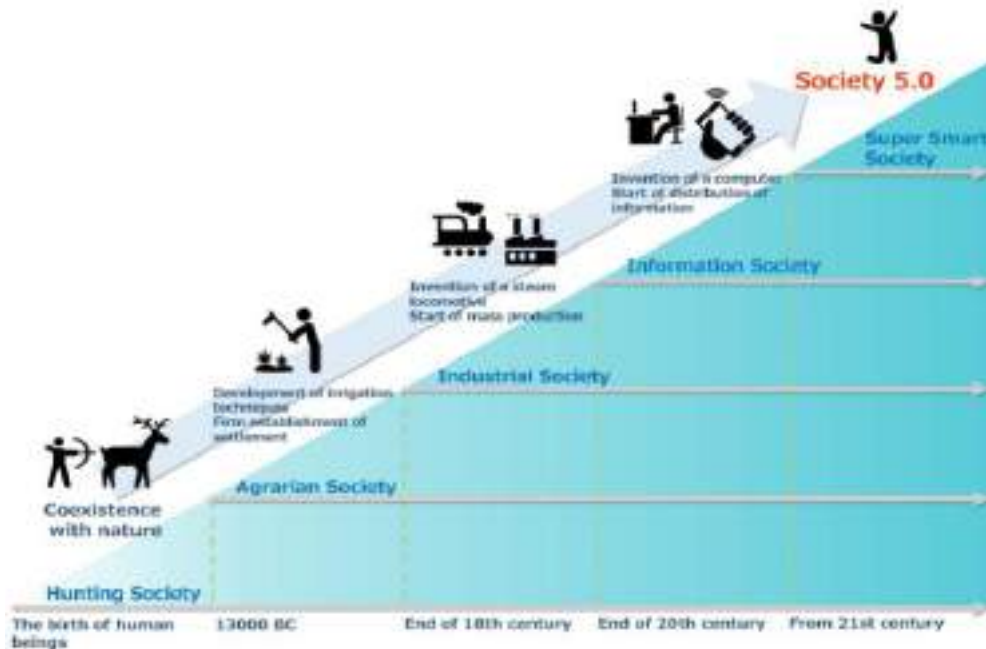 Society 5.0
Super Smart
Society
Invention of a computer
Start of distribution of
information
Information Society
Invention of a steam
locomotive
Start of mass production
Industrial Society
Development of irrigation
techniques
Firm establishment of
settlement
Agrarian Society
Coexistence
with nature
Hunting Society
The birth of human
beings
13000 BC
End of 18th century
End of 20th century
From 21st century